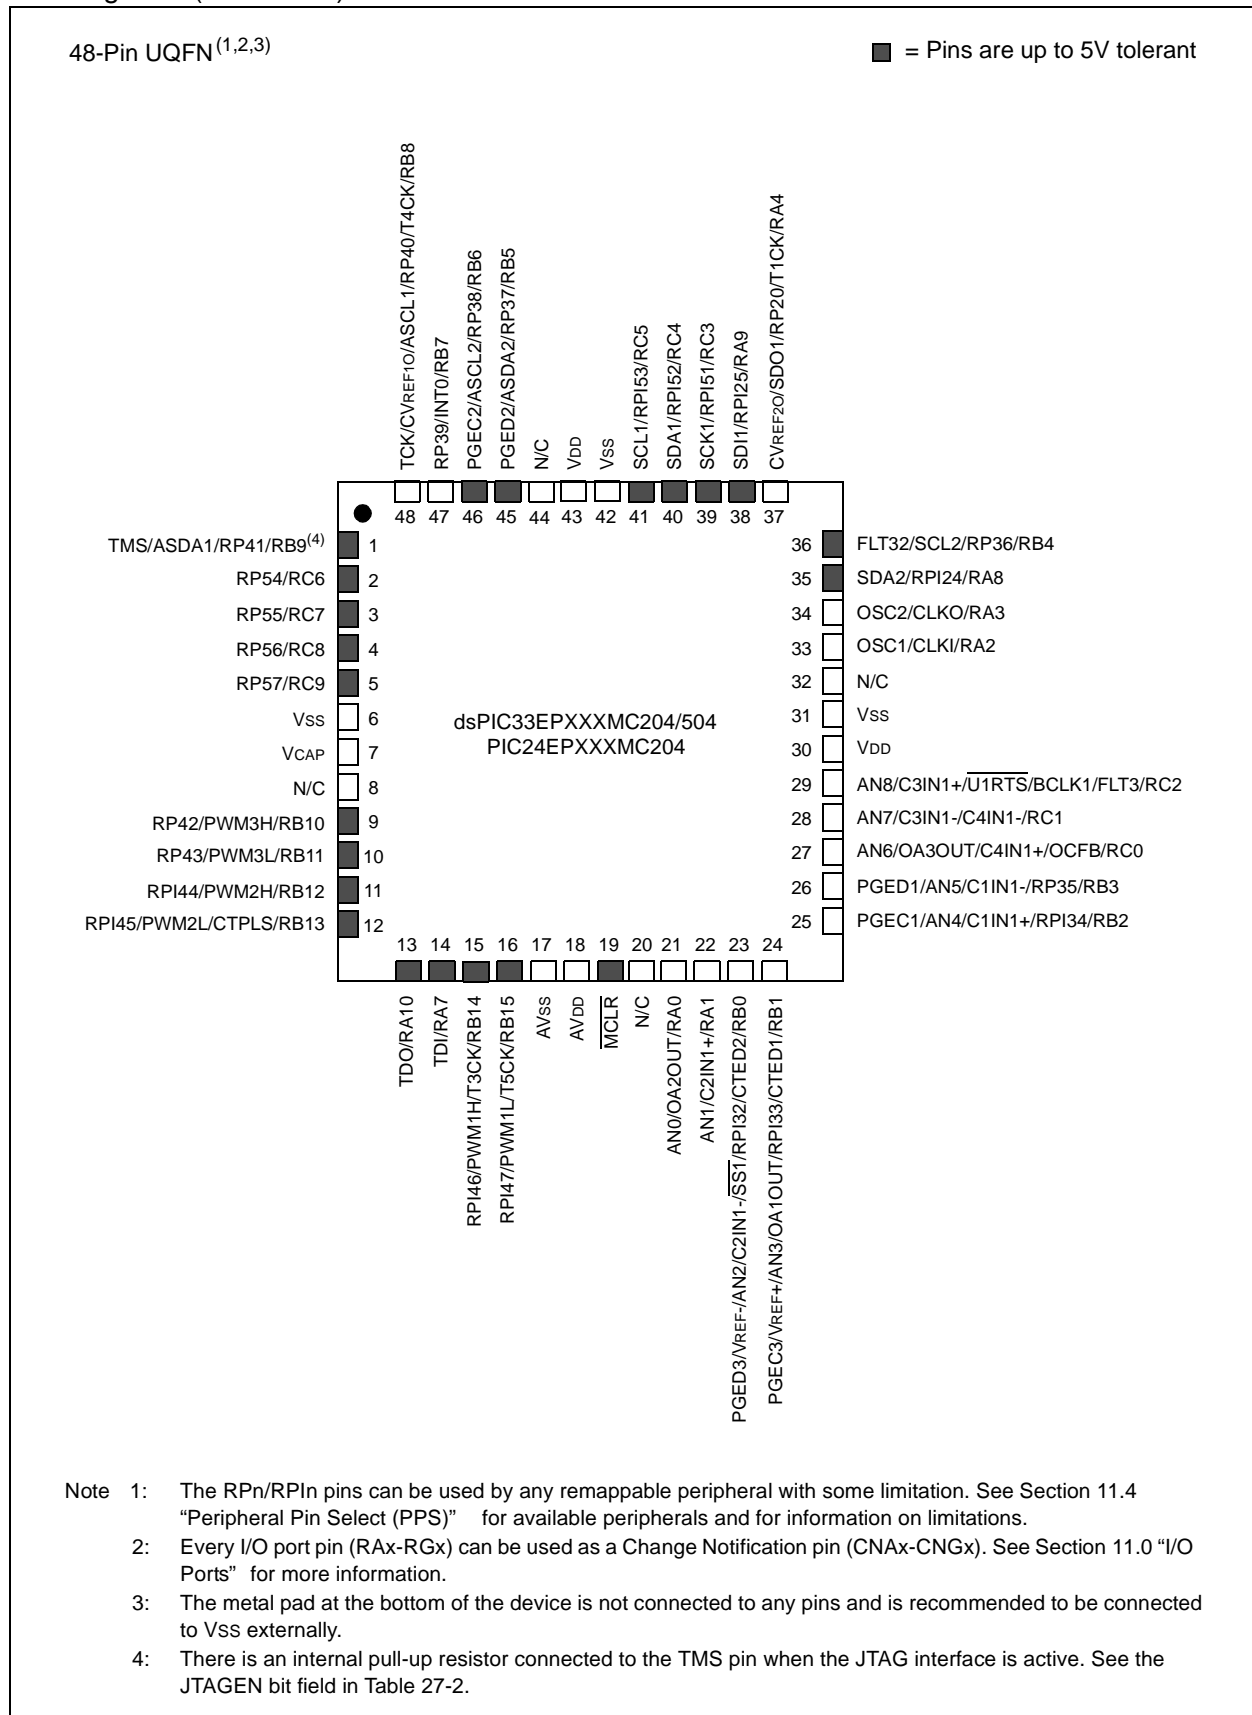 48-Pin UQFN(1,2,3)
= Pins are up to 5V tolerant
TCK/CVREF1O/ASCL1/RP40/T4CK/RB8
RP39/INT0/RB7
PGEC2/ASCL2/RP38/RB6
PGED2/ASDA2/RP37/RB5
N/C
VDD
VSS
SCL1/RPI53/RC5
SDA1/RPI52/RC4
SCK1/RPI51/RC3
SDI1/RPI25/RA9
CVREF2O/SDO1/RP20/T1CK/RA4
48 47 46 45 44 43 42 41 40 39 38 37
TMS/ASDA1/RP41/RB9(4) 1
RP54/RC6 2
RP55/RC7 3
RP56/RC8 4
RP57/RC9 5
VSS 6
VCAP 7
N/C 8
RP42/PWM3H/RB10 9
RP43/PWM3L/RB11 10
RPI44/PWM2H/RB12 11
RPI45/PWM2L/CTPLS/RB13 12
dsPIC33EPXXXMC204/504
PIC24EPXXXMC204
36 FLT32/SCL2/RP36/RB4
35 SDA2/RPI24/RA8
34 OSC2/CLKO/RA3
33 OSC1/CLKI/RA2
32 N/C
31 VSS
30 VDD
29 AN8/C3IN1+/U1RTS/BCLK1/FLT3/RC2
28 AN7/C3IN1-/C4IN1-/RC1
27 AN6/OA3OUT/C4IN1+/OCFB/RC0
26 PGED1/AN5/C1IN1-/RP35/RB3
25 PGEC1/AN4/C1IN1+/RPI34/RB2
13 14 15 16 17 18 19 20 21 22 23 24
TDO/RA10
TDI/RA7
RPI46/PWM1H/T3CK/RB14
RPI47/PWM1L/T5CK/RB15
AVSS
AVDD
MCLR
N/C
AN0/OA2OUT/RA0
AN1/C2IN1+/RA1
PGED3/VREF-/AN2/C2IN1-/SS1/RPI32/CTED2/RB0
PGEC3/VREF+/AN3/OA1OUT/RPI33/CTED1/RB1
Note 1: The RPn/RPIn pins can be used by any remappable peripheral with some limitation. See Section 11.4
“Peripheral Pin Select (PPS)” for available peripherals and for information on limitations.
2: Every I/O port pin (RAx-RGx) can be used as a Change Notification pin (CNAx-CNGx). See Section 11.0 “I/O
Ports” for more information.
3: The metal pad at the bottom of the device is not connected to any pins and is recommended to be connected
to VSS externally.
4: There is an internal pull-up resistor connected to the TMS pin when the JTAG interface is active. See the
JTAGEN bit field in Table 27-2.